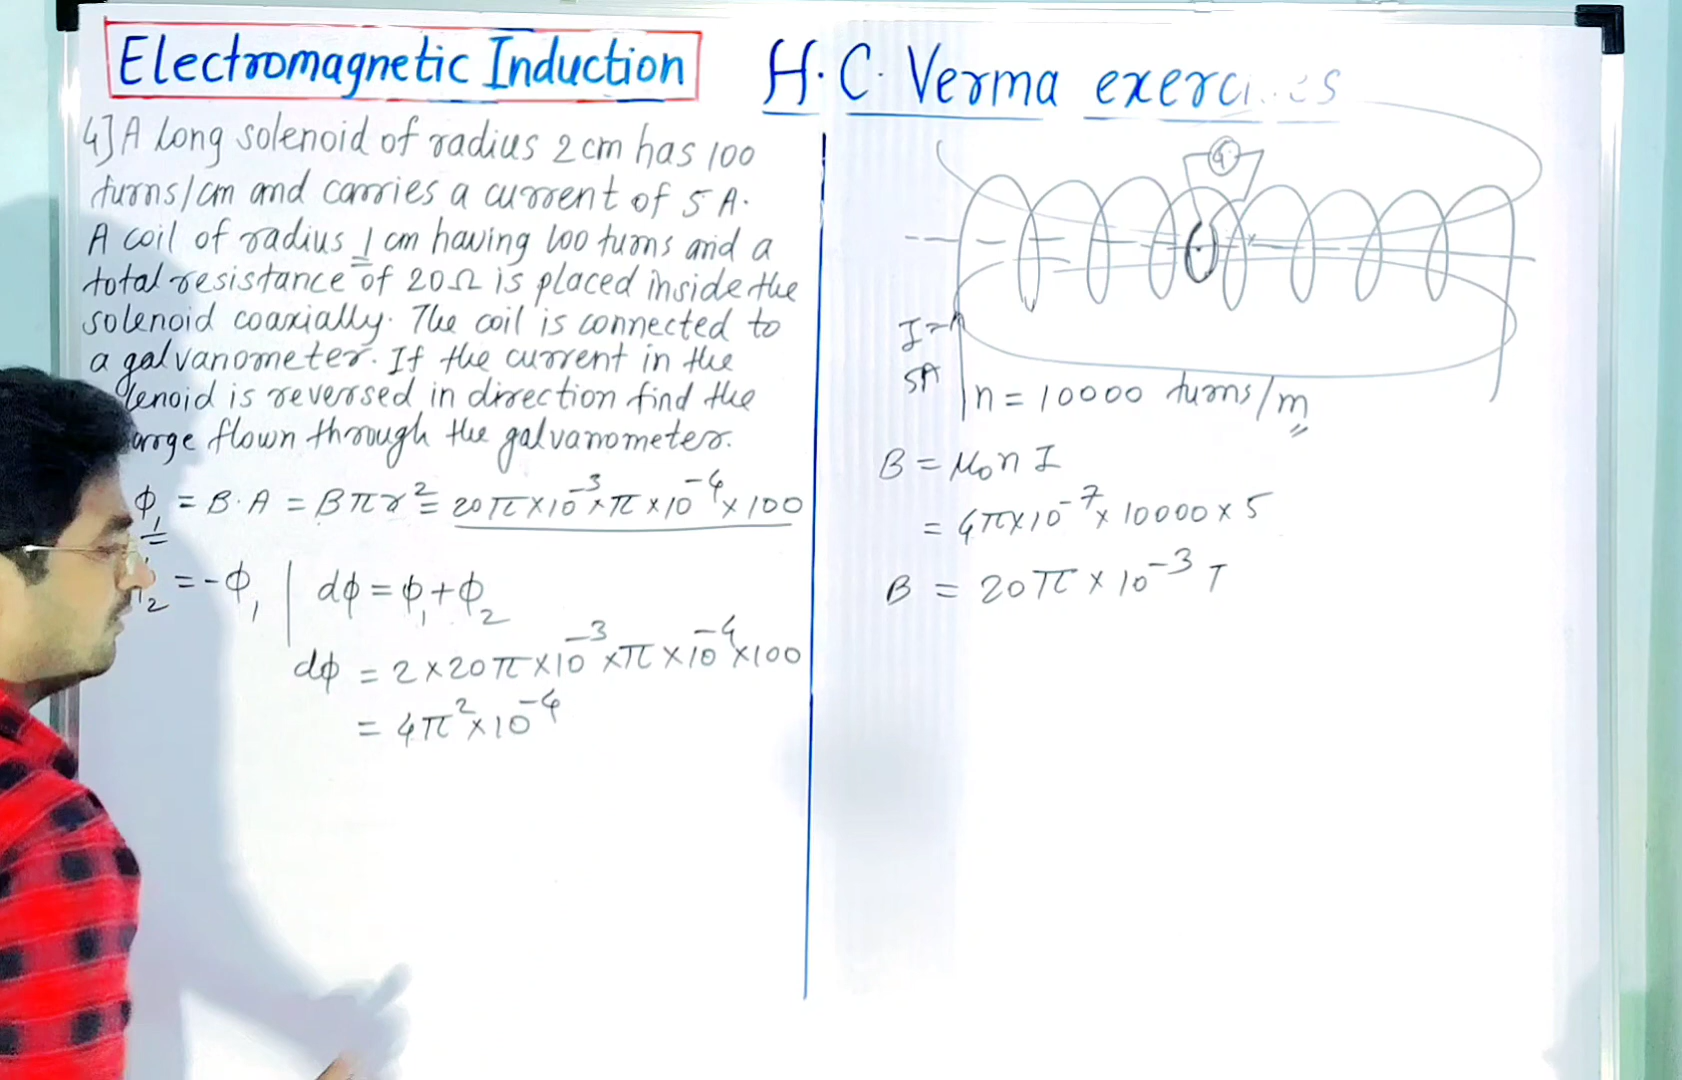 Electromagnetic Induction
H.C. Verma exerc
4] A long solenoid of radius 2 cm has 100
turns/cm and carries a current of 5 A.
A coil of radius 1 cm having 100 turns and a
total resistance of 20Ω is placed inside the
solenoid coaxially. The coil is connected to
a galvanometer. If the current in the
lenoid is reversed in direction find the
arge flown through the galvanometer.
ϕ₁ = B·A = Bπr² = 20π×10⁻³×π×10⁻⁴×100
₂ = -ϕ₁ | dϕ = ϕ₁+ϕ₂
dϕ = 2×20π×10⁻³×π×10⁻⁴×100
= 4π²×10⁻⁴
G
I =
5A
n = 10000 turns/m
B = μ₀nI
= 4π×10⁻⁷×10000×5
B = 20π×10⁻³ T